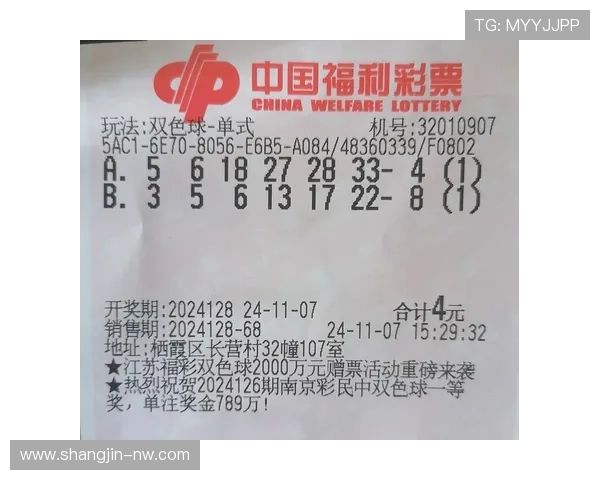 TG: MYYJJPP
中国福利彩票
CHINA WELFARE LOTTERY
玩法:双色球-单式 机号:32010907
5AC1-6E70-8056-E6B5-A084/48360339/F0802
A. 5 6 18 27 28 33- 4 (1)
B. 3 5 6 13 17 22- 8 (1)
开奖期:2024128 24-11-07 合计4元
销售期:2024128-68 24-11-07 15:29:32
地址:栖霞区长营村32幢107室
★江苏福彩双色球2000万元赠票活动重磅来袭
★热烈祝贺2024126期南京彩民中双色球一等
奖，单注奖金789万!
www.shangjin-nw.com